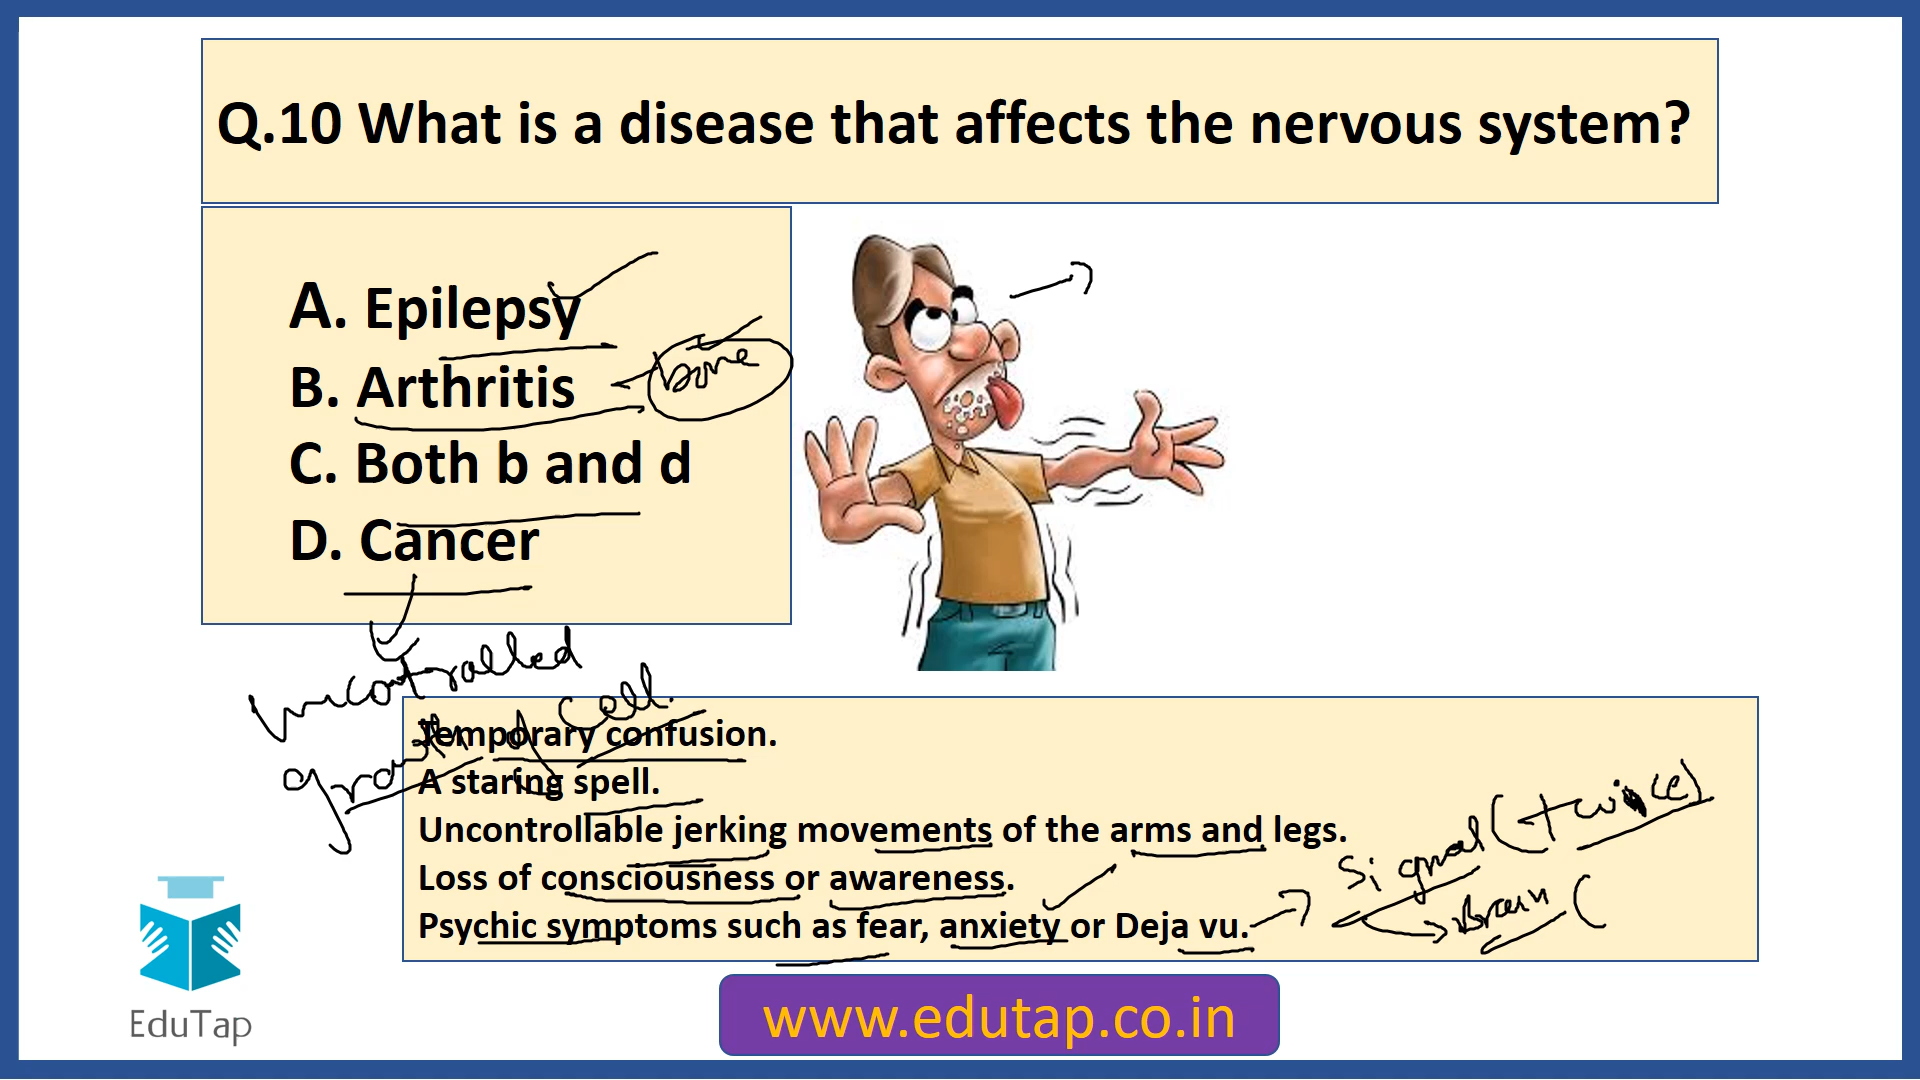 Q.10 What is a disease that affects the nervous system?
A. Epilepsy
B. Arthritis
bone
C. Both b and d
D. Cancer
uncontrolled
growth of cell.
Temporary confusion.
A staring spell.
Uncontrollable jerking movements of the arms and legs.
Loss of consciousness or awareness.
Psychic symptoms such as fear, anxiety or Deja vu.
Signal (twice)
Brain (
EduTap
www.edutap.co.in